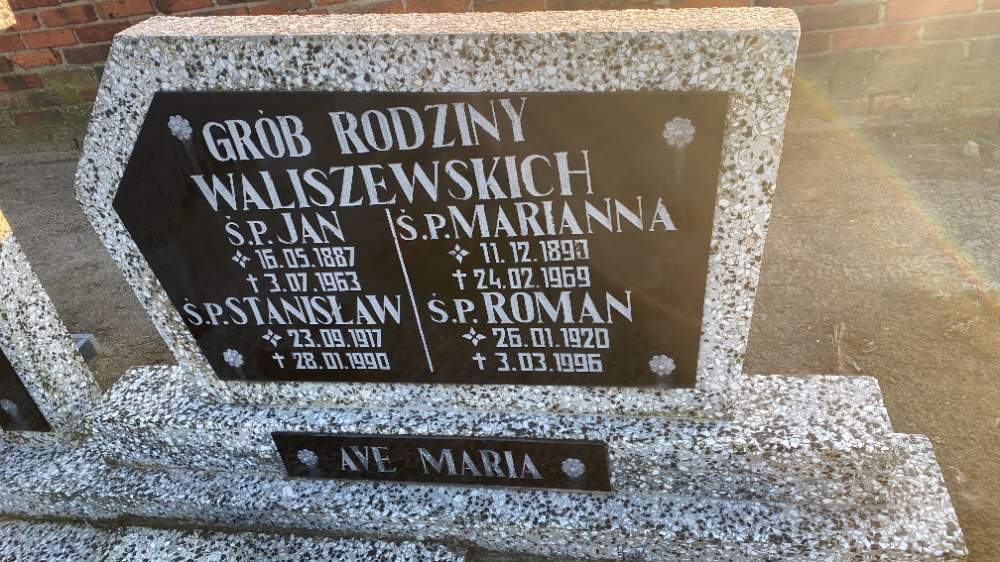 GRÓB RODZINY
WALISZEWSKICH
Ś.P. JAN
16.05.1887
† 3.07.1963
Ś.P. MARIANNA
11.12.1893
† 24.02.1969
Ś.P. STANISŁAW
23.09.1917
† 28.01.1990
Ś.P. ROMAN
26.01.1920
† 3.03.1996
AVE MARIA